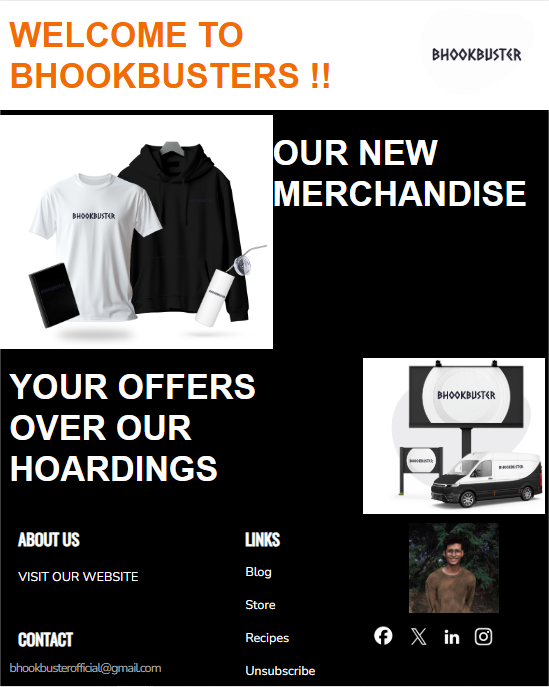 WELCOME TO
BHOOKBUSTERS !!
BHOOKBUSTER
OUR NEW
MERCHANDISE
BHOOKBUSTER
YOUR OFFERS
OVER OUR
HOARDINGS
BHOOKBUSTER
BHOOKBUSTER
BHOOKBUSTER
ABOUT US
VISIT OUR WEBSITE
CONTACT
bhookbusterofficial@gmail.com
LINKS
Blog
Store
Recipes
Unsubscribe